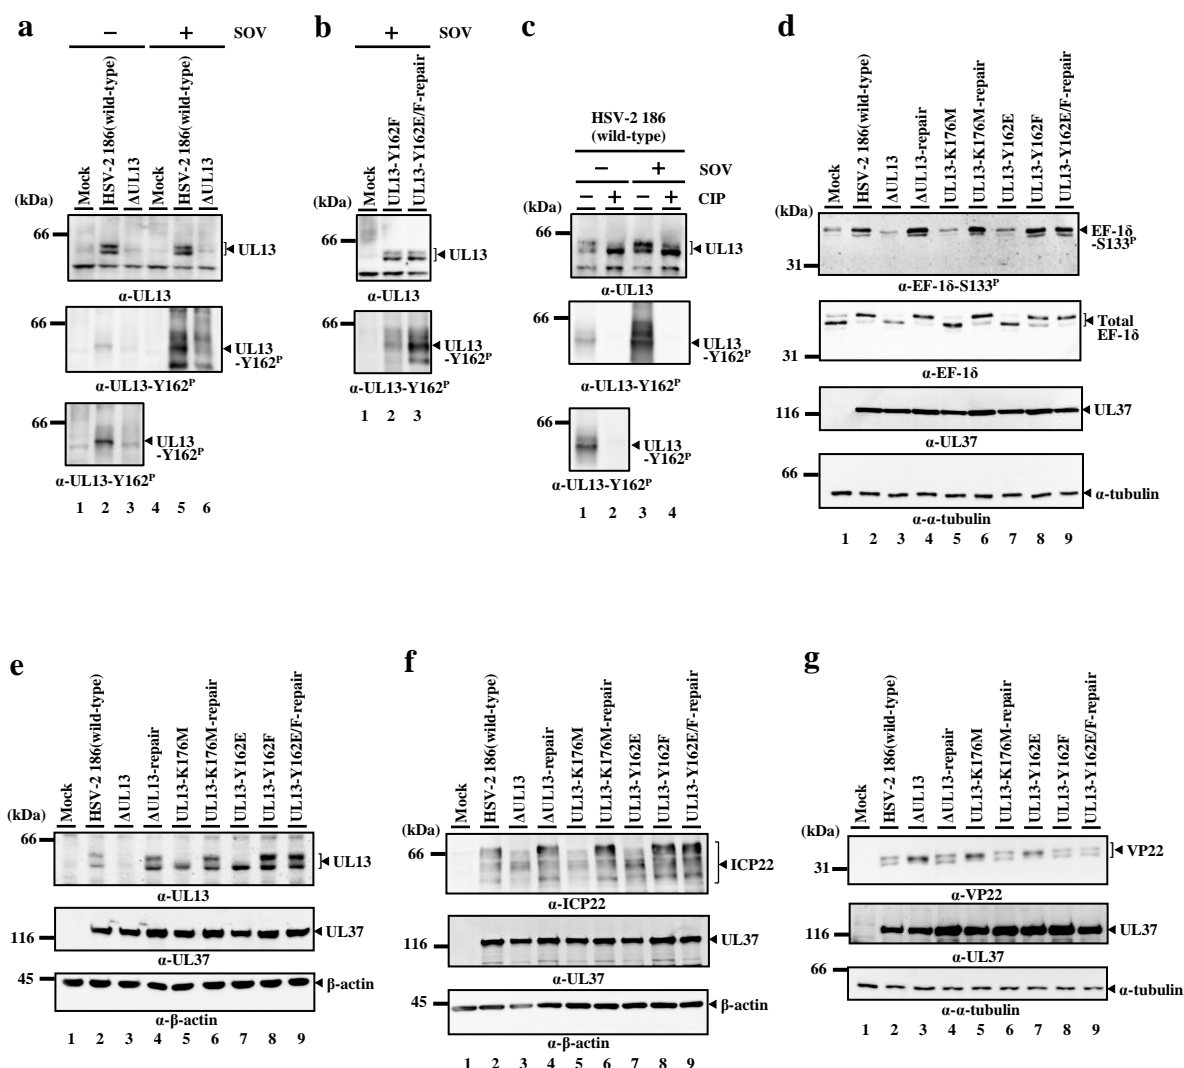 a
− + SOV
Mock
HSV-2 186(wild-type)
ΔUL13
Mock
HSV-2 186(wild-type)
ΔUL13
(kDa)
66
UL13
α-UL13
66
UL13
-Y162ᴾ
α-UL13-Y162ᴾ
66
UL13
-Y162ᴾ
α-UL13-Y162ᴾ
1 2 3 4 5 6
b
+ SOV
Mock
UL13-Y162F
UL13-Y162E/F-repair
(kDa)
66
UL13
α-UL13
66
UL13
-Y162ᴾ
α-UL13-Y162ᴾ
1 2 3
c
HSV-2 186
(wild-type)
− + SOV
− + − + CIP
(kDa)
66
UL13
α-UL13
66
UL13
-Y162ᴾ
α-UL13-Y162ᴾ
66
UL13
-Y162ᴾ
α-UL13-Y162ᴾ
1 2 3 4
d
Mock
HSV-2 186(wild-type)
ΔUL13
ΔUL13-repair
UL13-K176M
UL13-K176M-repair
UL13-Y162E
UL13-Y162F
UL13-Y162E/F-repair
(kDa)
EF-1δ
-S133ᴾ
31
α-EF-1δ-S133ᴾ
Total
EF-1δ
31
α-EF-1δ
116
UL37
α-UL37
66
α-tubulin
α-α-tubulin
1 2 3 4 5 6 7 8 9
e
Mock
HSV-2 186(wild-type)
ΔUL13
ΔUL13-repair
UL13-K176M
UL13-K176M-repair
UL13-Y162E
UL13-Y162F
UL13-Y162E/F-repair
(kDa)
66
UL13
α-UL13
116
UL37
α-UL37
45
β-actin
α-β-actin
1 2 3 4 5 6 7 8 9
f
Mock
HSV-2 186(wild-type)
ΔUL13
ΔUL13-repair
UL13-K176M
UL13-K176M-repair
UL13-Y162E
UL13-Y162F
UL13-Y162E/F-repair
(kDa)
66
ICP22
α-ICP22
116
UL37
α-UL37
45
β-actin
α-β-actin
1 2 3 4 5 6 7 8 9
g
Mock
HSV-2 186(wild-type)
ΔUL13
ΔUL13-repair
UL13-K176M
UL13-K176M-repair
UL13-Y162E
UL13-Y162F
UL13-Y162E/F-repair
(kDa)
31
VP22
α-VP22
116
UL37
α-UL37
66
α-tubulin
α-α-tubulin
1 2 3 4 5 6 7 8 9